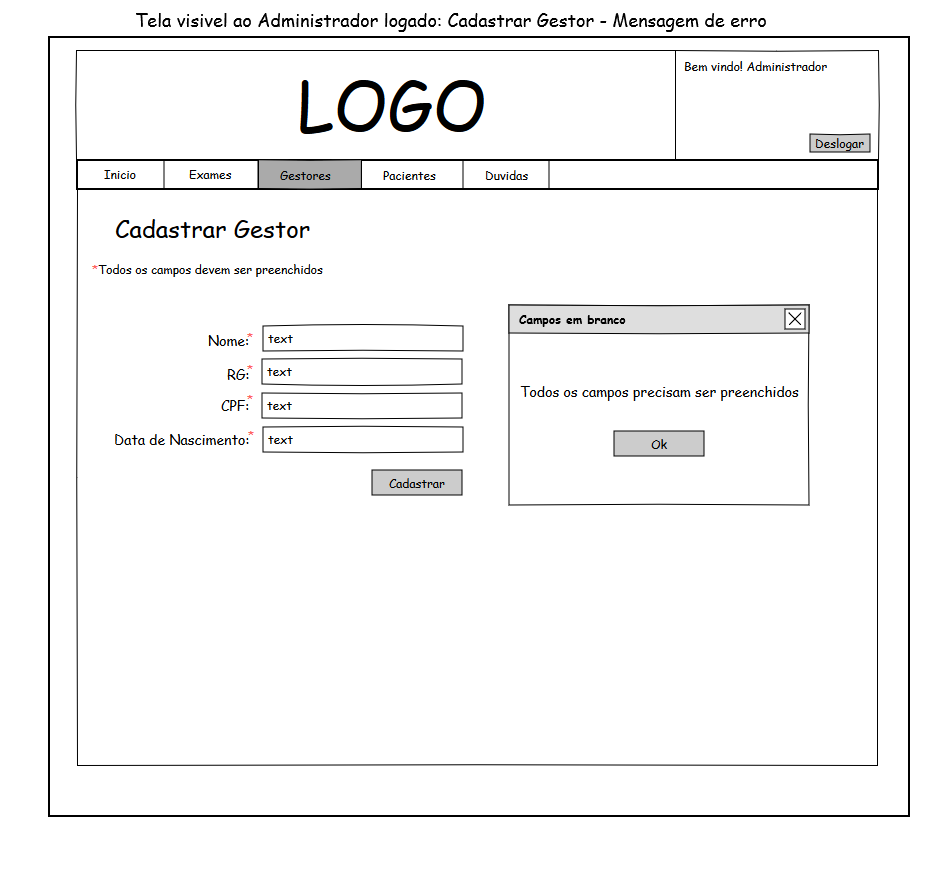 Tela visivel ao Administrador logado: Cadastrar Gestor - Mensagem de erro
LOGO
Bem vindo! Administrador
Deslogar
Inicio Exames Gestores Pacientes Duvidas
Cadastrar Gestor
*Todos os campos devem ser preenchidos
Nome:* text
RG:* text
CPF:* text
Data de Nascimento:* text
Cadastrar
Campos em branco
Todos os campos precisam ser preenchidos
Ok